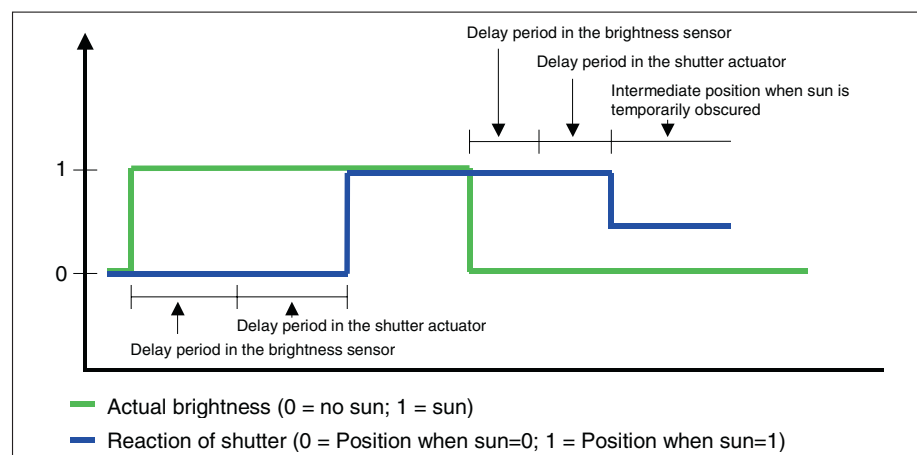 Delay period in the brightness sensor
Delay period in the shutter actuator
Intermediate position when sun is
temporarily obscured
1
0
Delay period in the shutter actuator
Delay period in the brightness sensor
Actual brightness (0 = no sun; 1 = sun)
Reaction of shutter (0 = Position when sun=0; 1 = Position when sun=1)